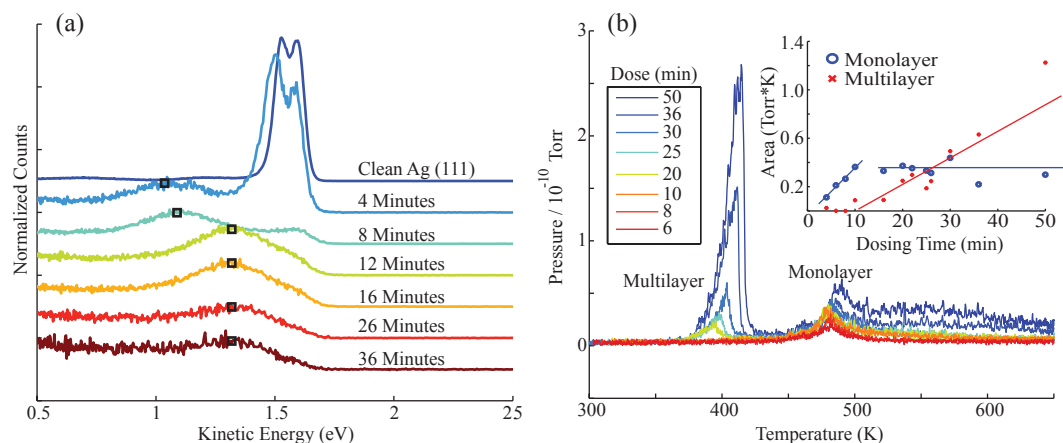 (a)
Normalized Counts
Clean Ag (111)
4 Minutes
8 Minutes
12 Minutes
16 Minutes
26 Minutes
36 Minutes
0.5 1 1.5 2 25
Kinetic Energy (eV)
(b)
Pressure / 10⁻¹⁰ Torr
3
2
1
0
Dose (min)
50
36
30
25
20
10
8
6
Multilayer
Monolayer
300 400 500 600
Temperature (K)
Area (Torr*K)
1.4
1.0
0.6
0.2
Monolayer
Multilayer
0 10 20 30 40 50
Dosing Time (min)